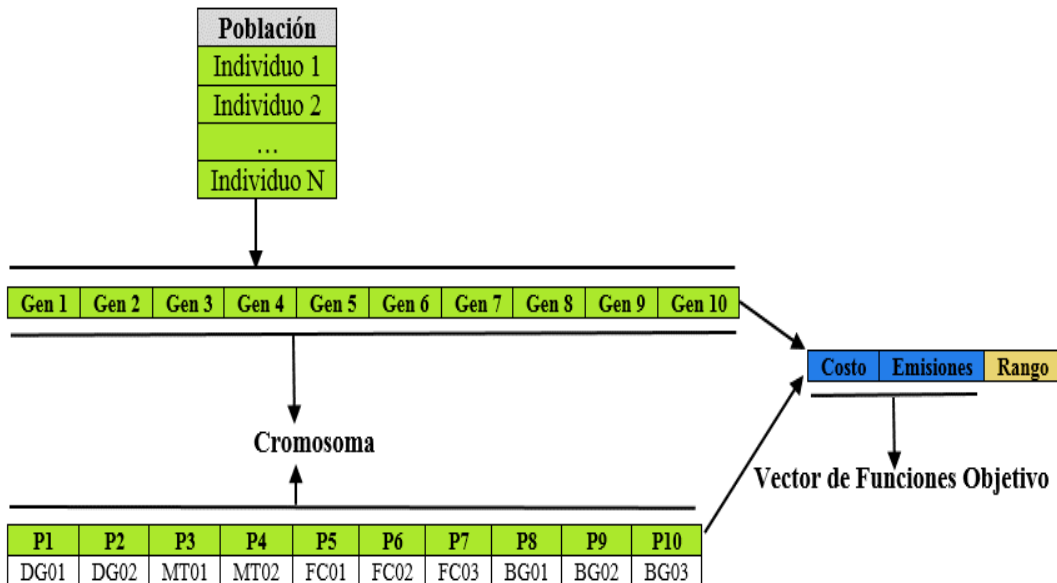 Población
Individuo 1
Individuo 2
...
Individuo N
Gen 1 Gen 2 Gen 3 Gen 4 Gen 5 Gen 6 Gen 7 Gen 8 Gen 9 Gen 10
Costo Emisiones Rango
Cromosoma
Vector de Funciones Objetivo
P1 P2 P3 P4 P5 P6 P7 P8 P9 P10
DG01 DG02 MT01 MT02 FC01 FC02 FC03 BG01 BG02 BG03